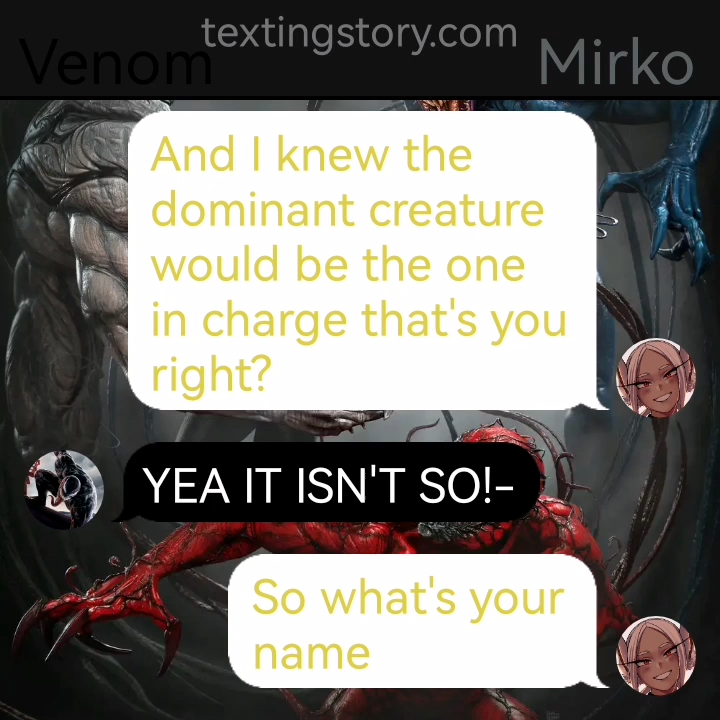 textingstory.com
Venom
Mirko
And I knew the
dominant creature
would be the one
in charge that's you
right?
YEA IT ISN'T SO!-
So what's your
name